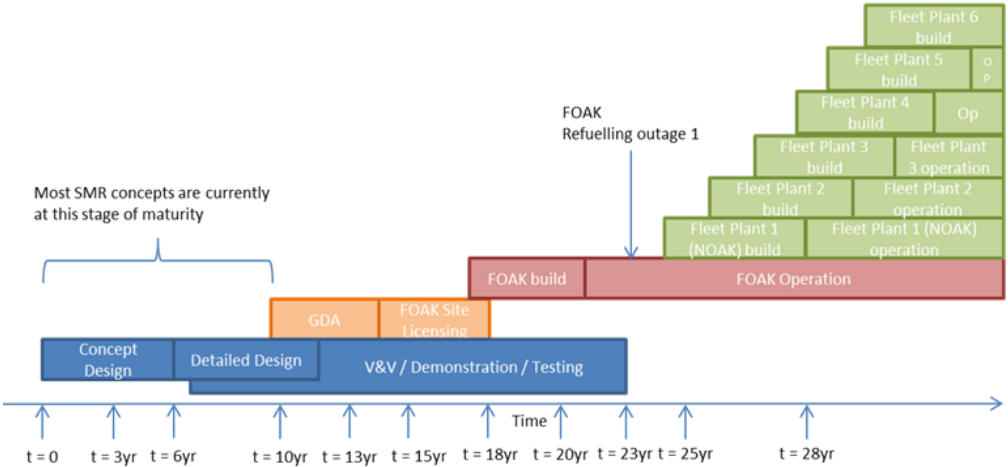 Fleet Plant 6
build
Fleet Plant 5
build
O
P
Fleet Plant 4
build
Op
FOAK
Refuelling outage 1
Fleet Plant 3
build
Fleet Plant
3 operation
Most SMR concepts are currently
at this stage of maturity
Fleet Plant 2
build
Fleet Plant 2
operation
Fleet Plant 1
(NOAK) build
Fleet Plant 1 (NOAK)
operation
FOAK build
FOAK Operation
GDA
FOAK Site
Licensing
Concept
Design
Detailed Design
V&V / Demonstration / Testing
Time
t = 0
t = 3yr
t = 6yr
t = 10yr
t = 13yr
t = 15yr
t = 18yr
t = 20yr
t = 23yr
t = 25yr
t = 28yr